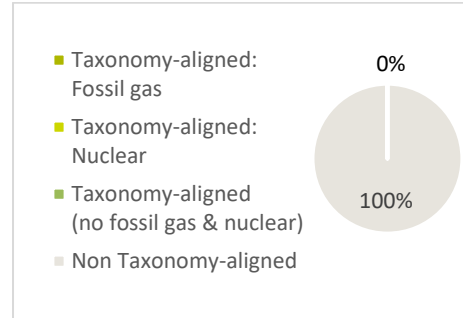 Taxonomy-aligned:
Fossil gas
Taxonomy-aligned:
Nuclear
Taxonomy-aligned
(no fossil gas & nuclear)
Non Taxonomy-aligned
0%
100%